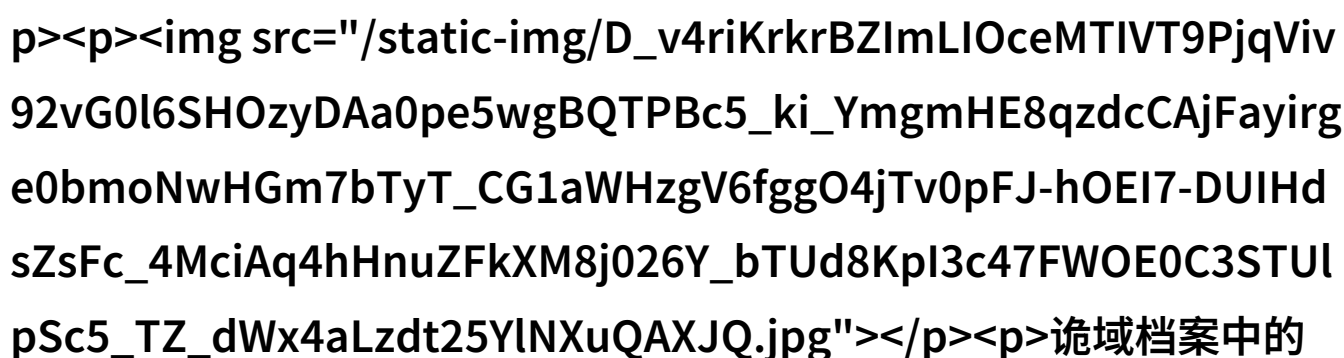 p><p><img src="/static-img/D_v4riKrkrBZImLIOceMTIVT9PjqViv
92vG0l6SHOzyDAa0pe5wgBQTPBc5_ki_YmgmHE8qzdcCAjFayirg
e0bmoNwHGm7bTyT_CG1aWHzgV6fggO4jTv0pFJ-hOEI7-DUIHd
sZsFc_4MciAq4hHnuZFkXM8j026Y_bTUd8KpI3c47FWOE0C3STUl
pSc5_TZ_dWx4aLzdt25YlNXuQAXJQ.jpg"></p><p>诡域档案中的